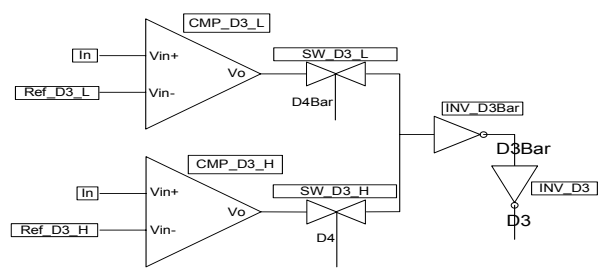 CMP_D3_L
In
Vin+
SW_D3_L
Vo
Ref_D3_L
Vin-
D4Bar
INV_D3Bar
D3Bar
CMP_D3_H
In
Vin+
SW_D3_H
INV_D3
Vo
Ref_D3_H
Vin-
D4
D3